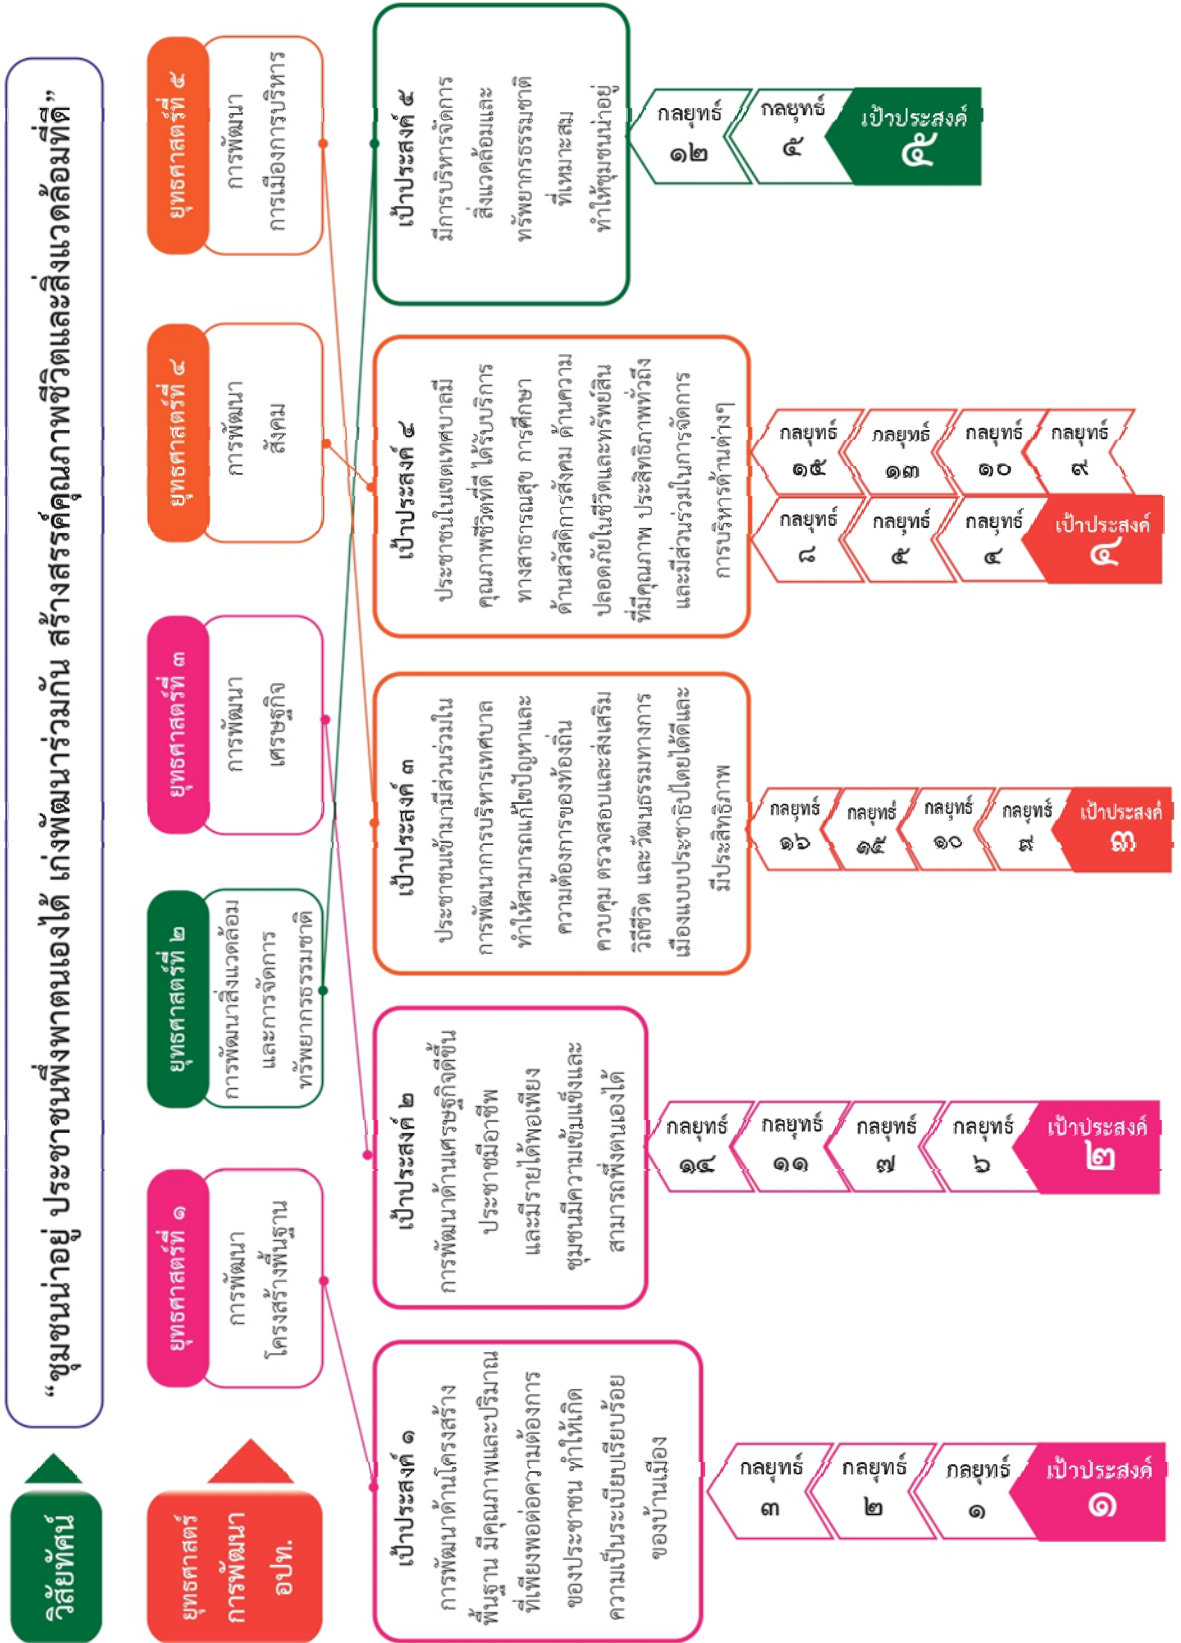 วิสัยทัศน์
“ชุมชนน่าอยู่ ประชาชนพึ่งพาตนเองได้ เก่งพัฒนาร่วมกัน สร้างสรรค์คุณภาพชีวิตและสิ่งแวดล้อมที่ดี”
ยุทธศาสตร์
การพัฒนา
อปท.
ยุทธศาสตร์ที่ ๑
การพัฒนา
โครงสร้างพื้นฐาน
ยุทธศาสตร์ที่ ๒
การพัฒนาสิ่งแวดล้อม
และการจัดการ
ทรัพยากรธรรมชาติ
ยุทธศาสตร์ที่ ๓
การพัฒนา
เศรษฐกิจ
ยุทธศาสตร์ที่ ๔
การพัฒนา
สังคม
ยุทธศาสตร์ที่ ๕
การพัฒนา
การเมืองการบริหาร
เป้าประสงค์ ๑
การพัฒนาด้านโครงสร้าง
พื้นฐาน มีคุณภาพและปริมาณ
ที่เพียงพอต่อความต้องการ
ของประชาชน ทำให้เกิด
ความเป็นระเบียบเรียบร้อย
ของบ้านเมือง
เป้าประสงค์ ๒
การพัฒนาด้านเศรษฐกิจดีขึ้น
ประชาชมีอาชีพ
และมีรายได้พอเพียง
ชุมชนมีความเข้มแข็งและ
สามารถพึ่งตนเองได้
เป้าประสงค์ ๓
ประชาชนเข้ามามีส่วนร่วมใน
การพัฒนาการบริหารเทศบาล
ทำให้สามารถแก้ไขปัญหาและ
ความต้องการของท้องถิ่น
ควบคุม ตรวจสอบและส่งเสริม
วิถีชีวิต และวัฒนธรรมทางการ
เมืองแบบประชาธิปไตยได้ดีและ
มีประสิทธิภาพ
เป้าประสงค์ ๔
ประชาชนในเขตเทศบาลมี
คุณภาพชีวิตที่ดี ได้รับบริการ
ทางสาธารณสุข การศึกษา
ด้านสวัสดิการสังคม ด้านความ
ปลอดภัยในชีวิตและทรัพย์สิน
ที่มีคุณภาพ ประสิทธิภาพทั่วถึง
และมีส่วนร่วมในการจัดการ
การบริหารด้านต่างๆ
เป้าประสงค์ ๕
มีการบริหารจัดการ
สิ่งแวดล้อมและ
ทรัพยากรธรรมชาติ
ที่เหมาะสม
ทำให้ชุมชนน่าอยู่
กลยุทธ์
๓
กลยุทธ์
๒
กลยุทธ์
๑
เป้าประสงค์
๑
กลยุทธ์
๑๔
กลยุทธ์
๑๑
กลยุทธ์
๗
กลยุทธ์
๖
เป้าประสงค์
๒
กลยุทธ์
๑๖
กลยุทธ์
๑๕
กลยุทธ์
๑๐
กลยุทธ์
๙
เป้าประสงค์
๓
กลยุทธ์
๘
กลยุทธ์
๕
กลยุทธ์
๔
เป้าประสงค์
๔
กลยุทธ์
๑๕
กลยุทธ์
๑๓
กลยุทธ์
๑๐
กลยุทธ์
๙
กลยุทธ์
๑๒
กลยุทธ์
๕
เป้าประสงค์
๕